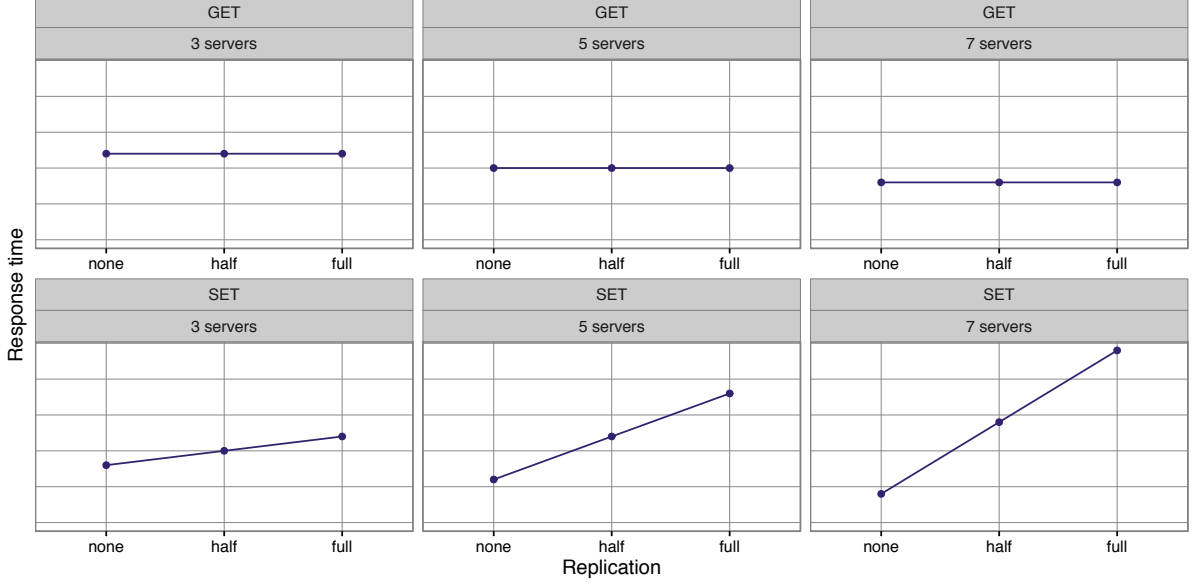 GET
GET
GET
3 servers
5 servers
7 servers
none half full
none half full
none half full
Response time
SET
SET
SET
3 servers
5 servers
7 servers
none half full
none half full
none half full
Replication